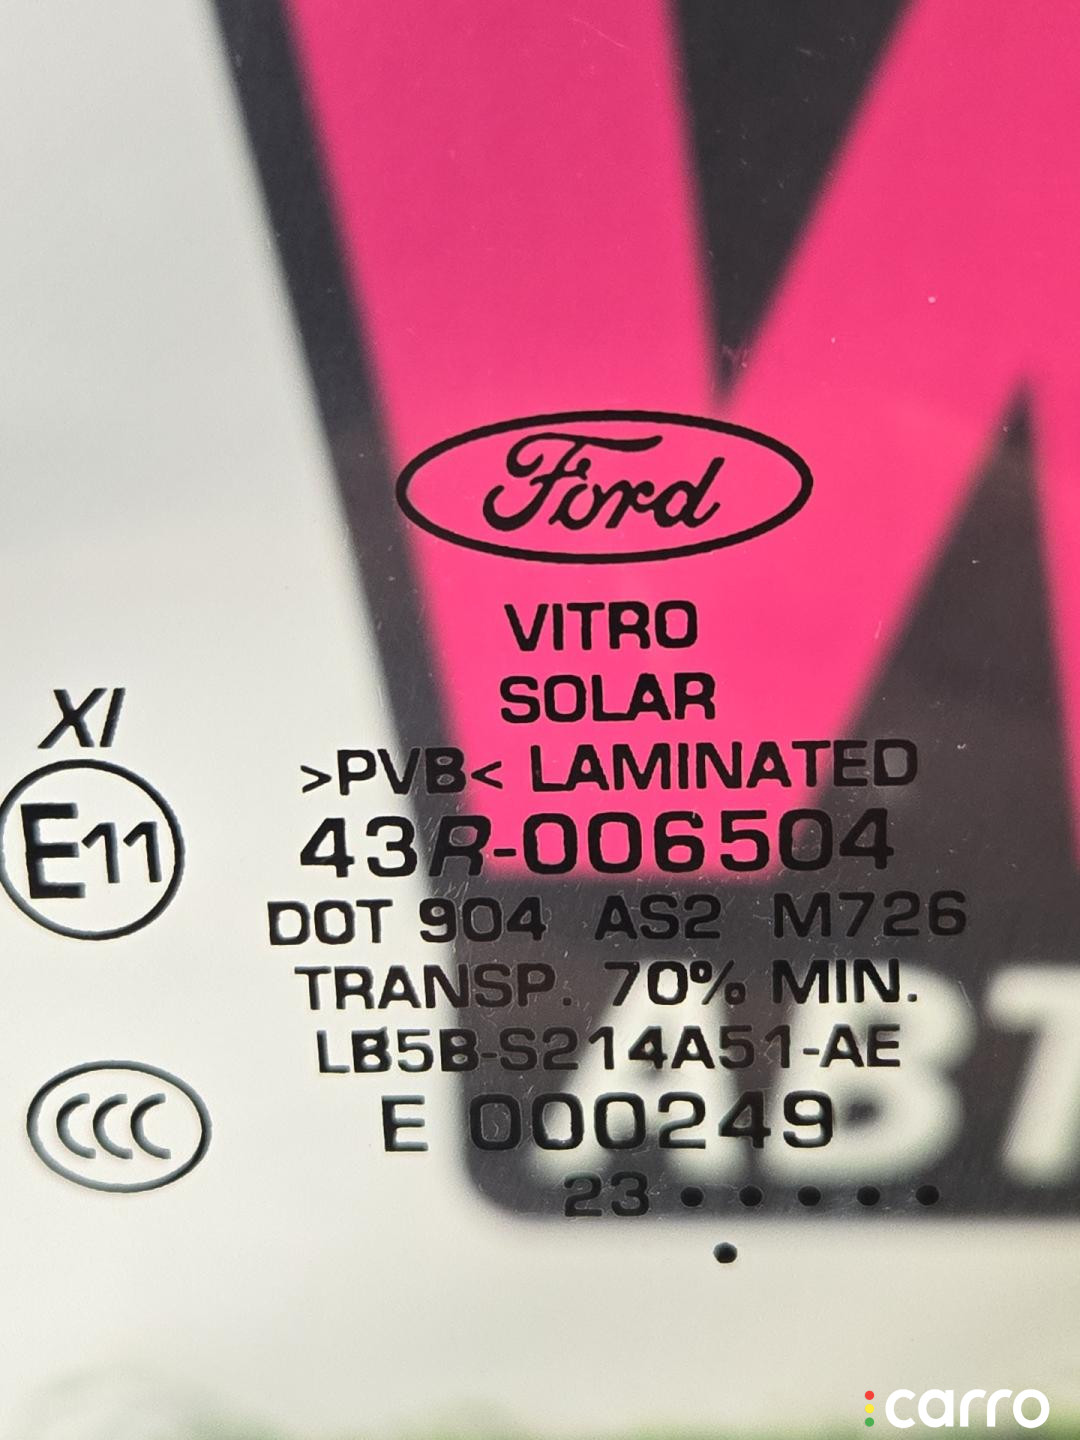 Ford
VITRO
SOLAR
XI
>PVB< LAMINATED
E11
43R-006504
DOT 904 AS2 M726
TRANSP. 70% MIN.
LB5B-S214A51-AE
CCC
E 000249
23 • • • • •
•
carro